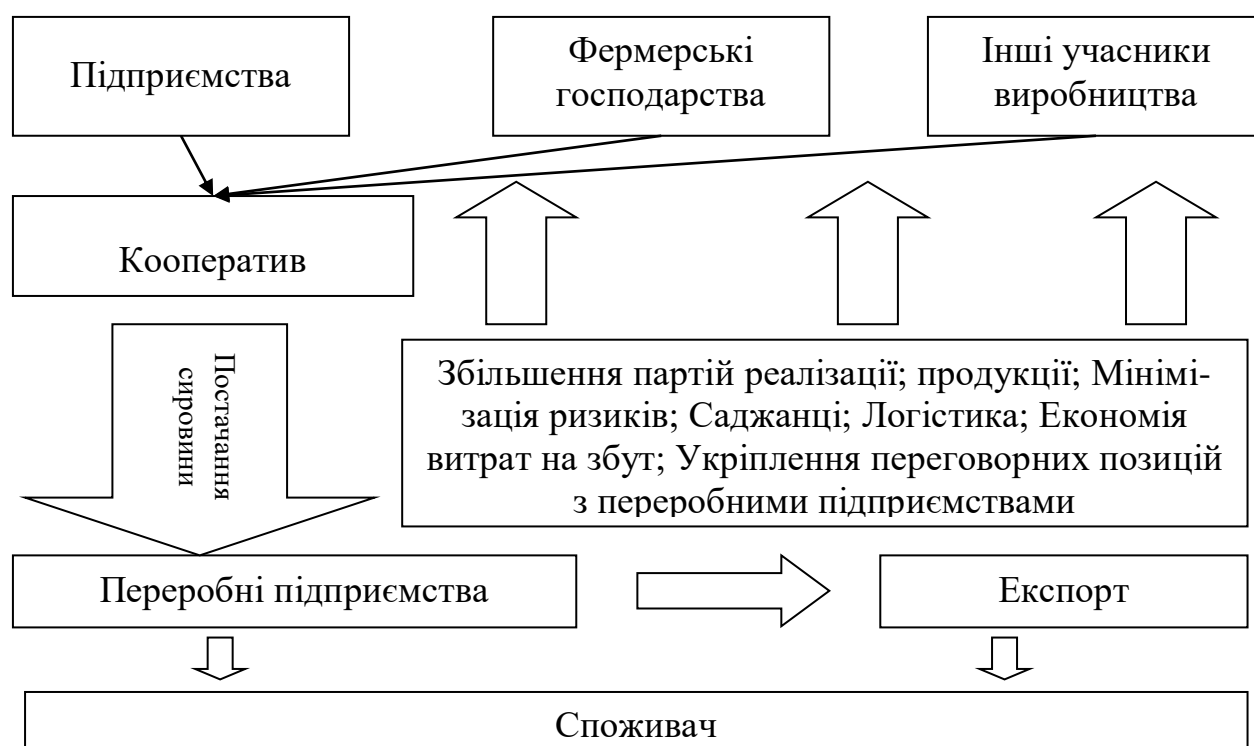 Підприємства
Фермерські
господарства
Інші учасники
виробництва
Кооператив
Постачання
сировини
Збільшення партій реалізації; продукції; Мінімі-
зація ризиків; Саджанці; Логістика; Економія
витрат на збут; Укріплення переговорних позицій
з переробними підприємствами
Переробні підприємства
Експорт
Споживач